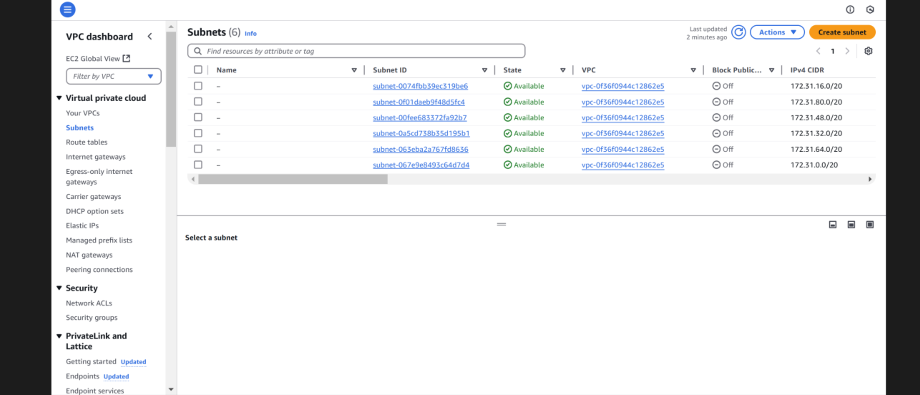 VPC dashboard
EC2 Global View
Filter by VPC
Virtual private cloud
Your VPCs
Subnets
Route tables
Internet gateways
Egress-only internet
gateways
Carrier gateways
DHCP option sets
Elastic IPs
Managed prefix lists
NAT gateways
Peering connections
Security
Network ACLs
Security groups
PrivateLink and
Lattice
Getting started Updated
Endpoints Updated
Endpoint services
Subnets (6) Info
Last updated
2 minutes ago
Actions
Create subnet
Find resources by attribute or tag
1
Name Subnet ID State VPC Block Public... IPv4 CIDR
– subnet-0074fbb39ec319be6 Available vpc-0f36f0944c12862e5 Off 172.31.16.0/20
– subnet-0f01daeb9f48d5fc4 Available vpc-0f36f0944c12862e5 Off 172.31.80.0/20
– subnet-00fee683372fa92b7 Available vpc-0f36f0944c12862e5 Off 172.31.48.0/20
– subnet-0a5cd738b35d195b1 Available vpc-0f36f0944c12862e5 Off 172.31.32.0/20
– subnet-063eba2a767fd8636 Available vpc-0f36f0944c12862e5 Off 172.31.64.0/20
– subnet-067e9e8493c64d7d4 Available vpc-0f36f0944c12862e5 Off 172.31.0.0/20
Select a subnet